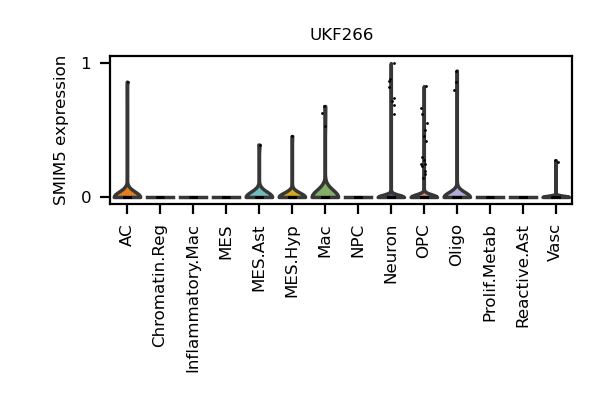 UKF266
SMIM5 expression
1
0
AC
Chromatin.Reg
Inflammatory.Mac
MES
MES.Ast
MES.Hyp
Mac
NPC
Neuron
OPC
Oligo
Prolif.Metab
Reactive.Ast
Vasc